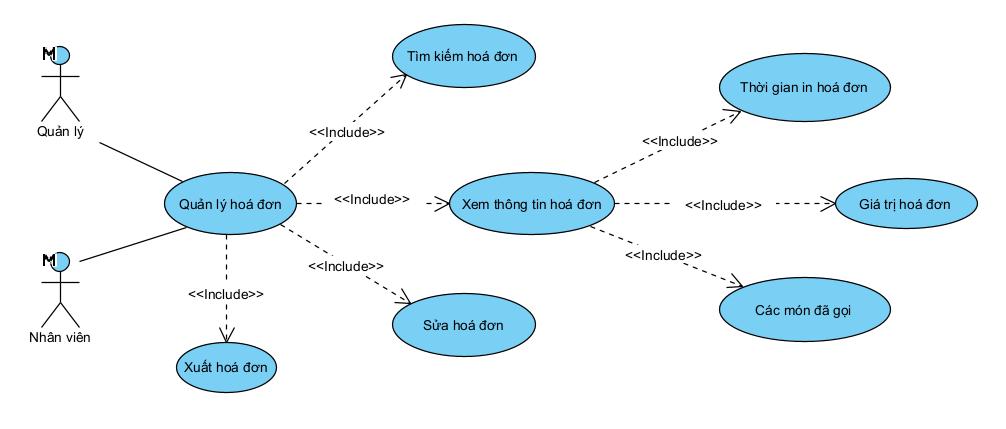 Tìm kiếm hoá đơn
M
Quản lý
Thời gian in hoá đơn
<<Include>>
<<Include>>
Quản lý hoá đơn
<<Include>>
Xem thông tin hoá đơn
<<Include>>
Giá trị hoá đơn
M
Nhân viên
<<Include>>
<<Include>>
<<Include>>
Sửa hoá đơn
Các món đã gọi
Xuất hoá đơn